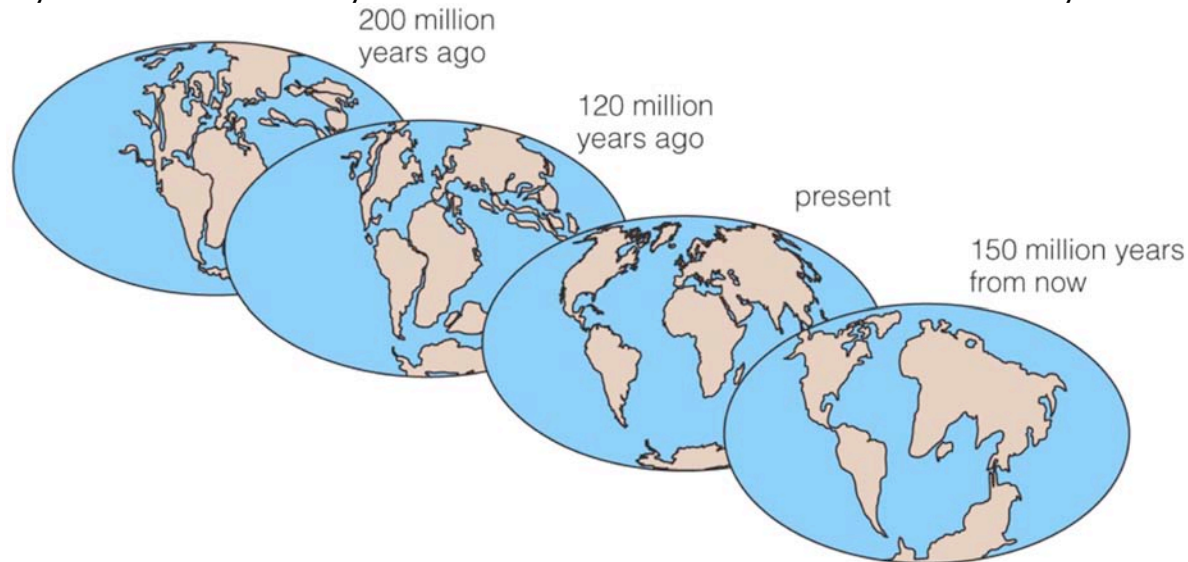 200 million
years ago
120 million
years ago
present
150 million years
from now